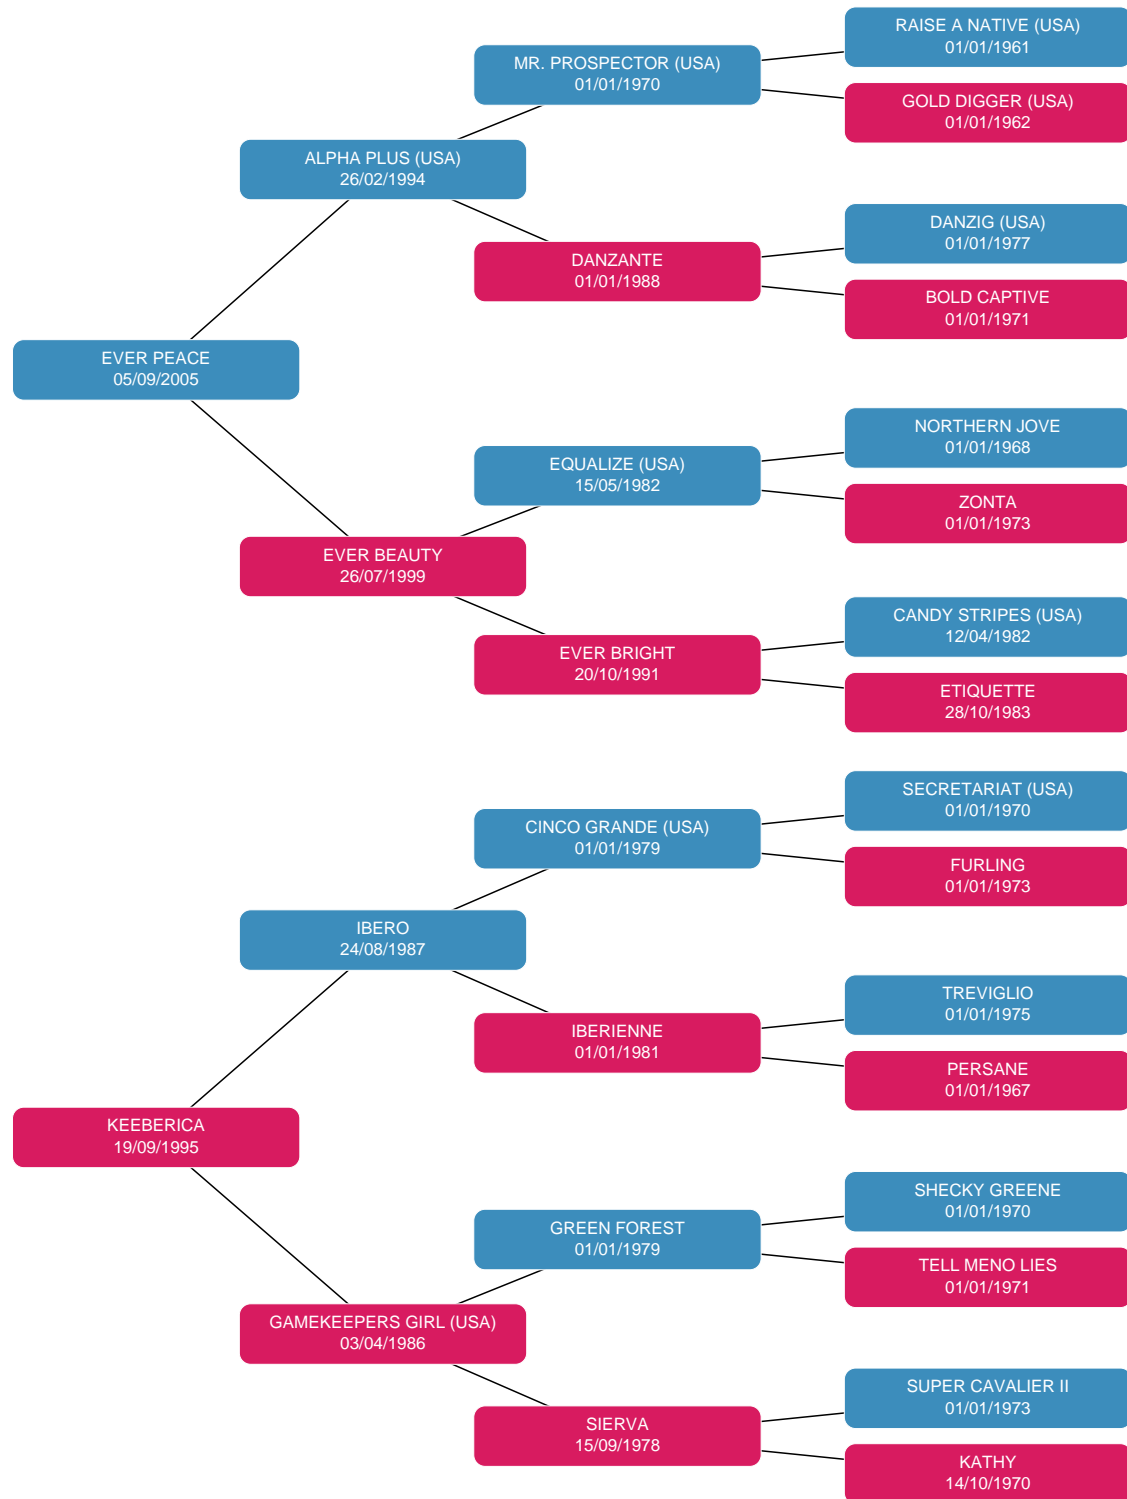 RAISE A NATIVE (USA)
01/01/1961
MR. PROSPECTOR (USA)
01/01/1970
GOLD DIGGER (USA)
01/01/1962
ALPHA PLUS (USA)
26/02/1994
DANZIG (USA)
01/01/1977
DANZANTE
01/01/1988
BOLD CAPTIVE
01/01/1971
EVER PEACE
05/09/2005
NORTHERN JOVE
01/01/1968
EQUALIZE (USA)
15/05/1982
ZONTA
01/01/1973
EVER BEAUTY
26/07/1999
CANDY STRIPES (USA)
12/04/1982
EVER BRIGHT
20/10/1991
ETIQUETTE
28/10/1983
SECRETARIAT (USA)
01/01/1970
CINCO GRANDE (USA)
01/01/1979
FURLING
01/01/1973
IBERO
24/08/1987
TREVIGLIO
01/01/1975
IBERIENNE
01/01/1981
PERSANE
01/01/1967
KEEBERICA
19/09/1995
SHECKY GREENE
01/01/1970
GREEN FOREST
01/01/1979
TELL MENO LIES
01/01/1971
GAMEKEEPERS GIRL (USA)
03/04/1986
SUPER CAVALIER II
01/01/1973
SIERVA
15/09/1978
KATHY
14/10/1970